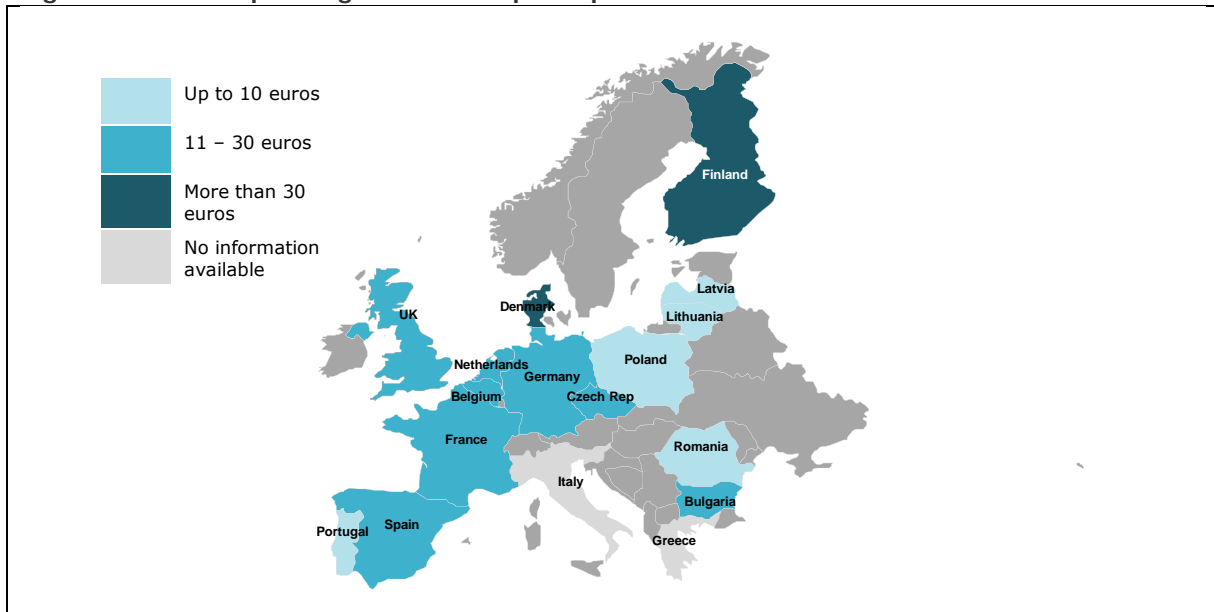 Up to 10 euros
11 – 30 euros
More than 30
euros
No information
available
Finland
Latvia
Denmark
Lithuania
UK
Netherlands
Poland
Germany
Belgium
Czech Rep
France
Romania
Italy
Bulgaria
Portugal
Spain
Greece